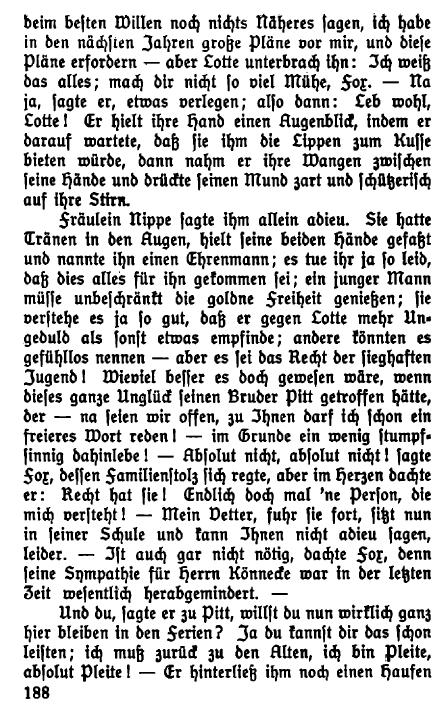 beim besten Willen noch nichts Näheres sagen, ich habe
in den nächsten Jahren große Pläne vor mir, und diese
Pläne erfordern — aber Lotte unterbrach ihn: Ich weiß
das alles; mach dir nicht so viel Mühe, Fox. — Na
ja, sagte er, etwas verlegen; also dann: Leb wohl,
Lotte! Er hielt ihre Hand einen Augenblick, indem er
darauf wartete, daß sie ihm die Lippen zum Kusse
bieten würde, dann nahm er ihre Wangen zwischen
seine Hände und drückte seinen Mund zart und schützerisch
auf ihre Stirn.
Fräulein Nippe sagte ihm allein adieu. Sie hatte
Tränen in den Augen, hielt seine beiden Hände gefaßt
und nannte ihn einen Ehrenmann; es tue ihr ja so leid,
daß dies alles für ihn gekommen sei; ein junger Mann
müsse unbeschränkt die goldne Freiheit genießen; sie
verstehe es ja so gut, daß er gegen Lotte mehr Un-
geduld als sonst etwas empfinde; andere könnten es
gefühllos nennen — aber es sei das Recht der sieghaften
Jugend! Wieviel besser es doch gewesen wäre, wenn
dieses ganze Unglück seinen Bruder Pitt getroffen hätte,
der — na seien wir offen, zu Ihnen darf ich schon ein
freieres Wort reden! — im Grunde ein wenig stumpf-
sinnig dahinlebe! — Absolut nicht, absolut nicht! sagte
Fox, dessen Familienstolz sich regte, aber im Herzen dachte
er: Recht hat sie! Endlich doch mal 'ne Person, die
mich versteht! — Mein Vetter, fuhr sie fort, sitzt nun
in seiner Schule und kann Ihnen nicht adieu sagen,
leider. — Ist auch gar nicht nötig, dachte Fox, denn
seine Sympathie für Herrn Könnecke war in der letzten
Zeit wesentlich herabgemindert. —
Und du, sagte er zu Pitt, willst du nun wirklich ganz
hier bleiben in den Ferien? Ja du kannst dir das schon
leisten; ich muß zurück zu den Alten, ich bin Pleite,
absolut Pleite! — Er hinterließ ihm noch einen Haufen
188